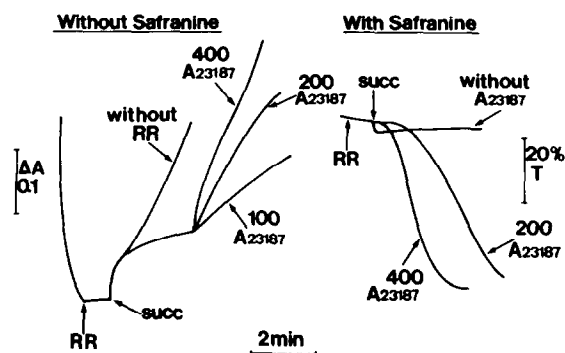 Without Safranine
With Safranine
400
A23187
200
A23187
without
RR
ΔA
0.1
100
A23187
succ
RR
succ
without
A23187
RR
20%
T
200
A23187
400
A23187
2min